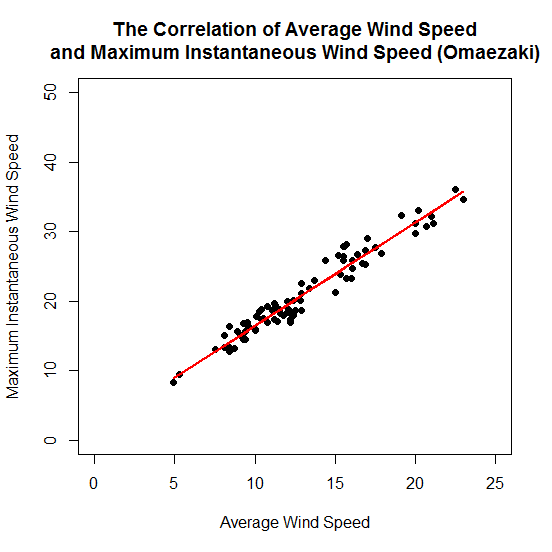 The Correlation of Average Wind Speed
and Maximum Instantaneous Wind Speed (Omaezaki)
Maximum Instantaneous Wind Speed
50
40
30
20
10
0
0 5 10 15 20 25
Average Wind Speed